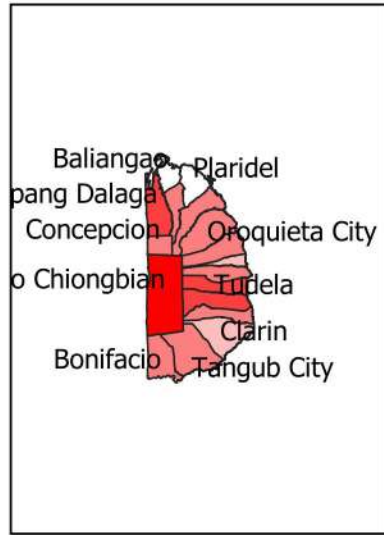 Baliangao
Plaridel
pang Dalaga
Concepcion
Oroquieta City
o Chiongbian
Tudela
Clarin
Bonifacio
Tangub City